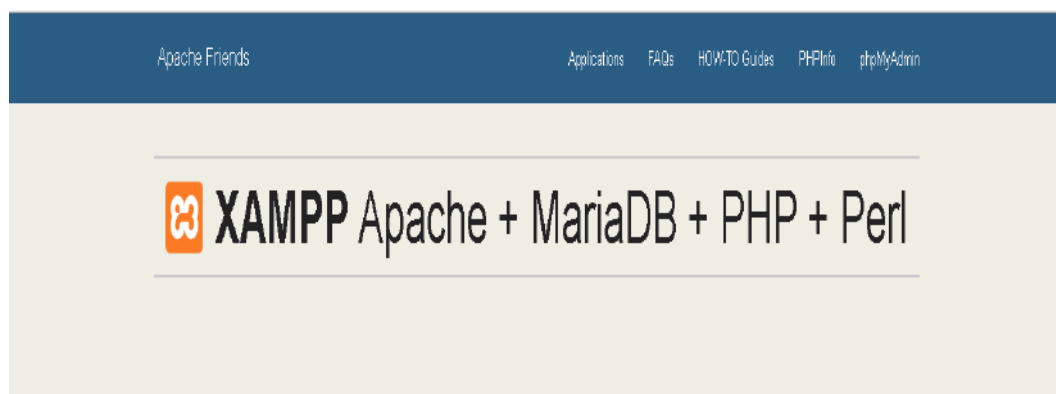 Apache Friends Applications FAQs HOW-TO Guides PHPInfo phpMyAdmin
XAMPP Apache + MariaDB + PHP + Perl